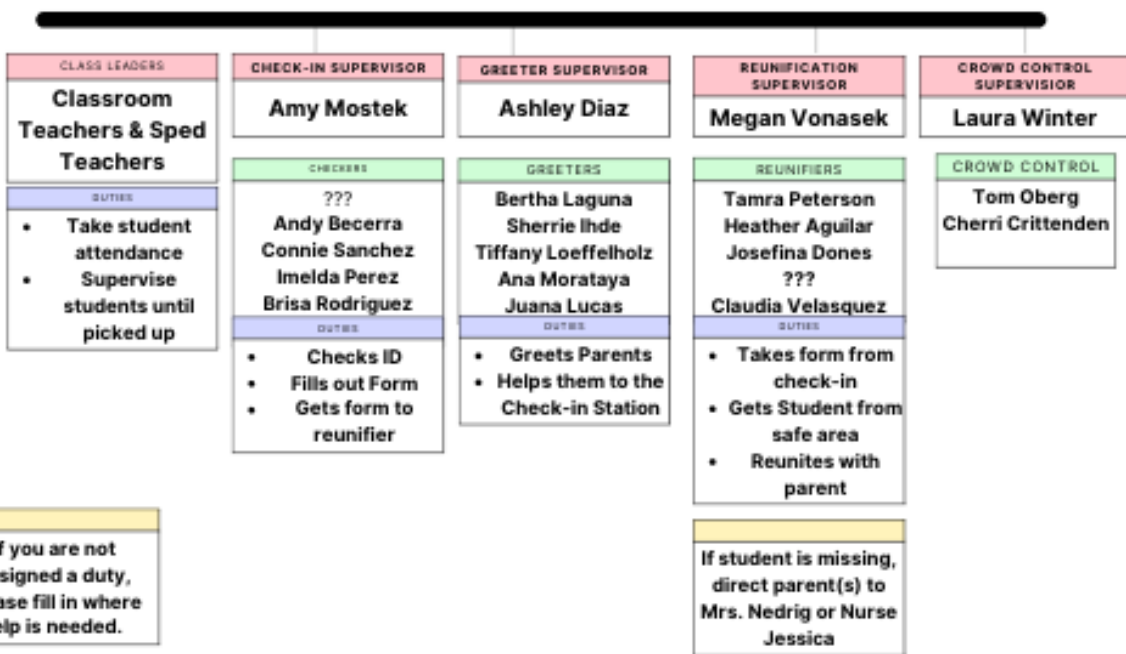 CLASS LEADERS
Classroom
Teachers & Sped
Teachers
DUTIES
• Take student
attendance
• Supervise
students until
picked up
CHECK-IN SUPERVISOR
Amy Mostek
CHECKERS
???
Andy Becerra
Connie Sanchez
Imelda Perez
Brisa Rodriguez
DUTIES
• Checks ID
• Fills out Form
• Gets form to
reunifier
GREETER SUPERVISOR
Ashley Diaz
GREETERS
Bertha Laguna
Sherrie Ihde
Tiffany Loeffelholz
Ana Morataya
Juana Lucas
DUTIES
• Greets Parents
• Helps them to the
Check-in Station
REUNIFICATION
SUPERVISOR
Megan Vonasek
REUNIFIERS
Tamra Peterson
Heather Aguilar
Josefina Dones
???
Claudia Velasquez
DUTIES
• Takes form from
check-in
• Gets Student from
safe area
• Reunites with
parent
CROWD CONTROL
SUPERVISIOR
Laura Winter
CROWD CONTROL
Tom Oberg
Cherri Crittenden
f you are not
signed a duty,
ase fill in where
elp is needed.
If student is missing,
direct parent(s) to
Mrs. Nedrig or Nurse
Jessica